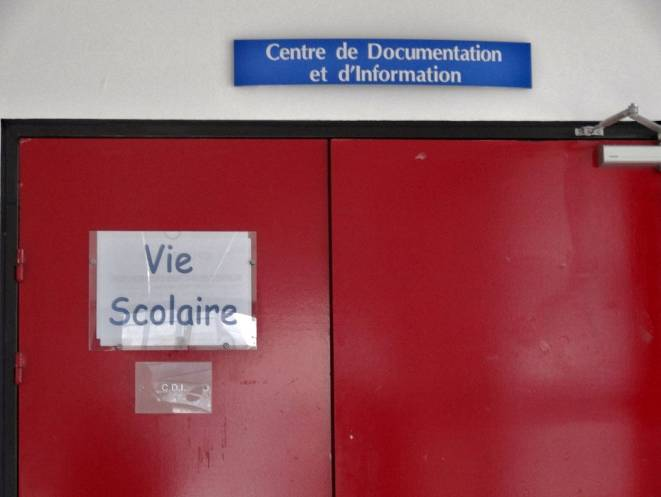 Centre de Documentation
et d'Information
Vie
Scolaire
C.D.I.